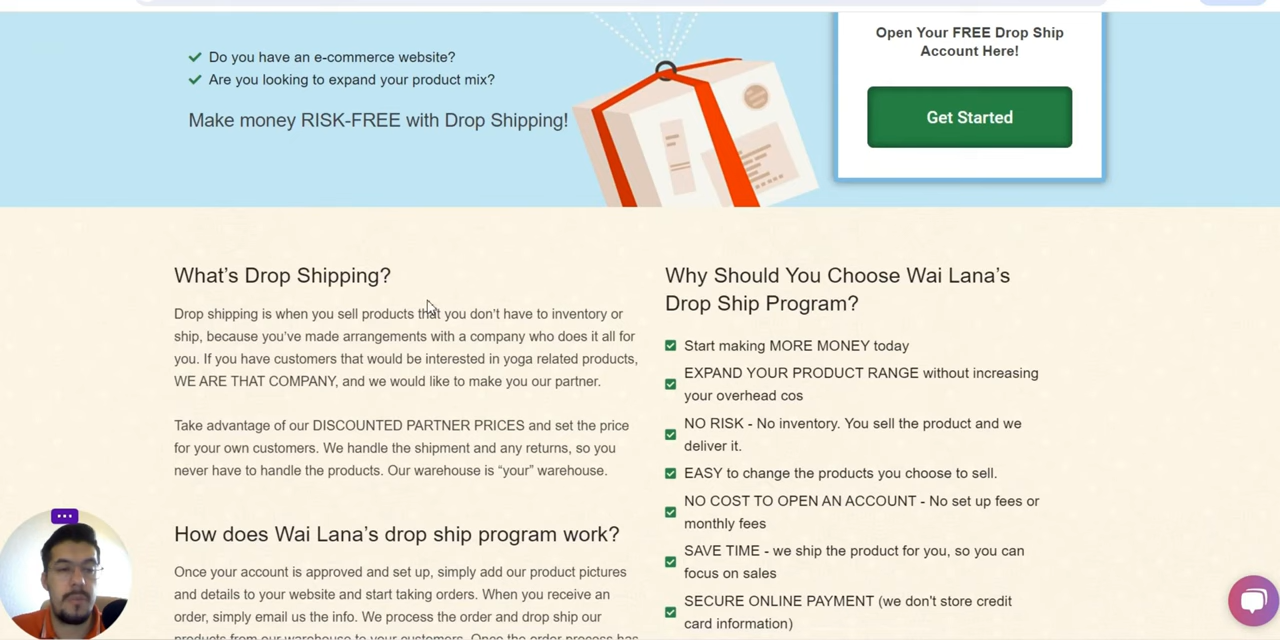 Do you have an e-commerce website?
Are you looking to expand your product mix?
Make money RISK-FREE with Drop Shipping!
Open Your FREE Drop Ship
Account Here!
Get Started
What’s Drop Shipping?
Drop shipping is when you sell products that you don’t have to inventory or
ship, because you’ve made arrangements with a company who does it all for
you. If you have customers that would be interested in yoga related products,
WE ARE THAT COMPANY, and we would like to make you our partner.
Take advantage of our DISCOUNTED PARTNER PRICES and set the price
for your own customers. We handle the shipment and any returns, so you
never have to handle the products. Our warehouse is “your” warehouse.
How does Wai Lana’s drop ship program work?
Once your account is approved and set up, simply add our product pictures
and details to your website and start taking orders. When you receive an
order, simply email us the info. We process the order and drop ship our
products from our warehouse to your customers. Once the order process has
Why Should You Choose Wai Lana’s
Drop Ship Program?
Start making MORE MONEY today
EXPAND YOUR PRODUCT RANGE without increasing
your overhead cos
NO RISK - No inventory. You sell the product and we
deliver it.
EASY to change the products you choose to sell.
NO COST TO OPEN AN ACCOUNT - No set up fees or
monthly fees
SAVE TIME - we ship the product for you, so you can
focus on sales
SECURE ONLINE PAYMENT (we don't store credit
card information)